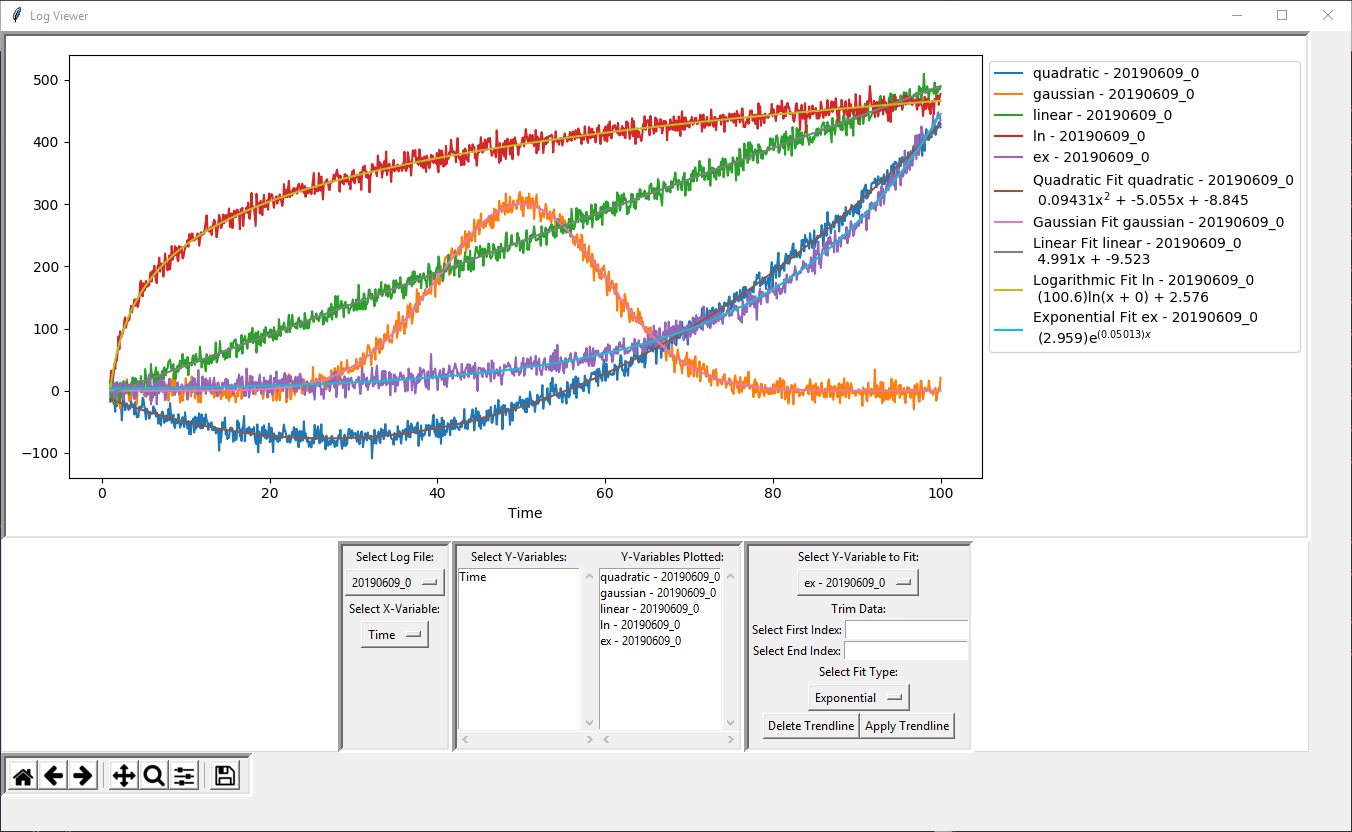 Log Viewer
500
400
300
200
100
0
−100
0
20
40
60
80
100
Time
quadratic - 20190609_0
gaussian - 20190609_0
linear - 20190609_0
ln - 20190609_0
ex - 20190609_0
Quadratic Fit quadratic - 20190609_0
0.09431x² + -5.055x + -8.845
Gaussian Fit gaussian - 20190609_0
Linear Fit linear - 20190609_0
4.991x + -9.523
Logarithmic Fit ln - 20190609_0
(100.6)ln(x + 0) + 2.576
Exponential Fit ex - 20190609_0
(2.959)e^(0.05013)x
Select Log File:
20190609_0
Select X-Variable:
Time
Select Y-Variables:
Time
Y-Variables Plotted:
quadratic - 20190609_0
gaussian - 20190609_0
linear - 20190609_0
ln - 20190609_0
ex - 20190609_0
Select Y-Variable to Fit:
ex - 20190609_0
Trim Data:
Select First Index:
Select End Index:
Select Fit Type:
Exponential
Delete Trendline
Apply Trendline